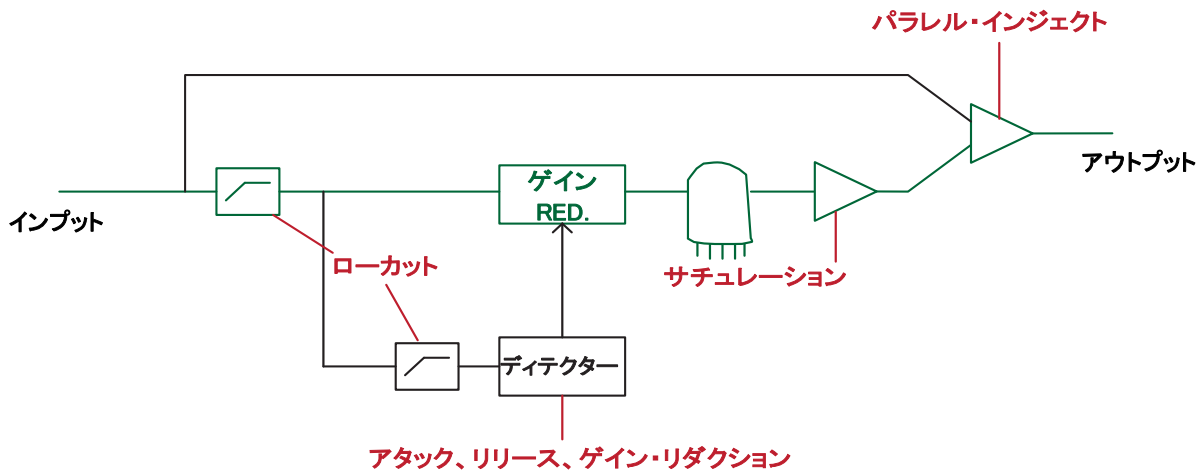 パラレル・インジェクト
アウトプット
インプット
ゲイン
RED.
ローカット
サチュレーション
ディテクター
アタック、リリース、ゲイン・リダクション